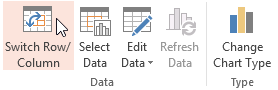 Switch Row/
Column
Select
Data
Edit
Data
Refresh
Data
Change
Chart Type
Data
Type